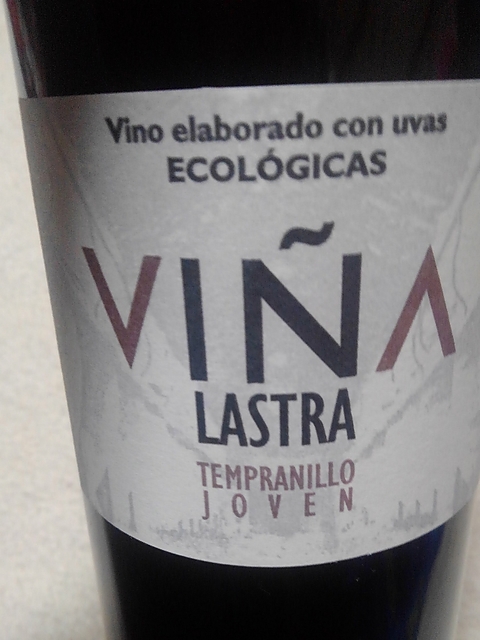 Vino elaborado con uvas
ECOLÓGICAS
VIÑA
LASTRA
TEMPRANILLO
JOVEN